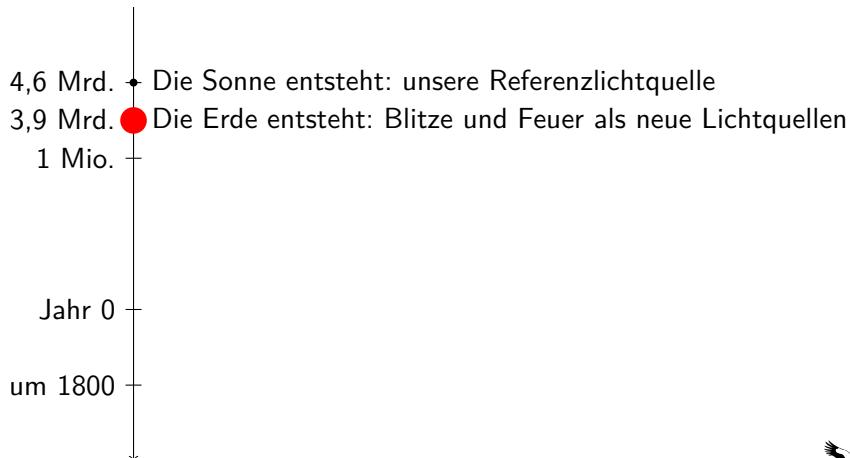 4,6 Mrd. Die Sonne entsteht: unsere Referenzlichtquelle
3,9 Mrd. Die Erde entsteht: Blitze und Feuer als neue Lichtquellen
1 Mio.
Jahr 0
um 1800